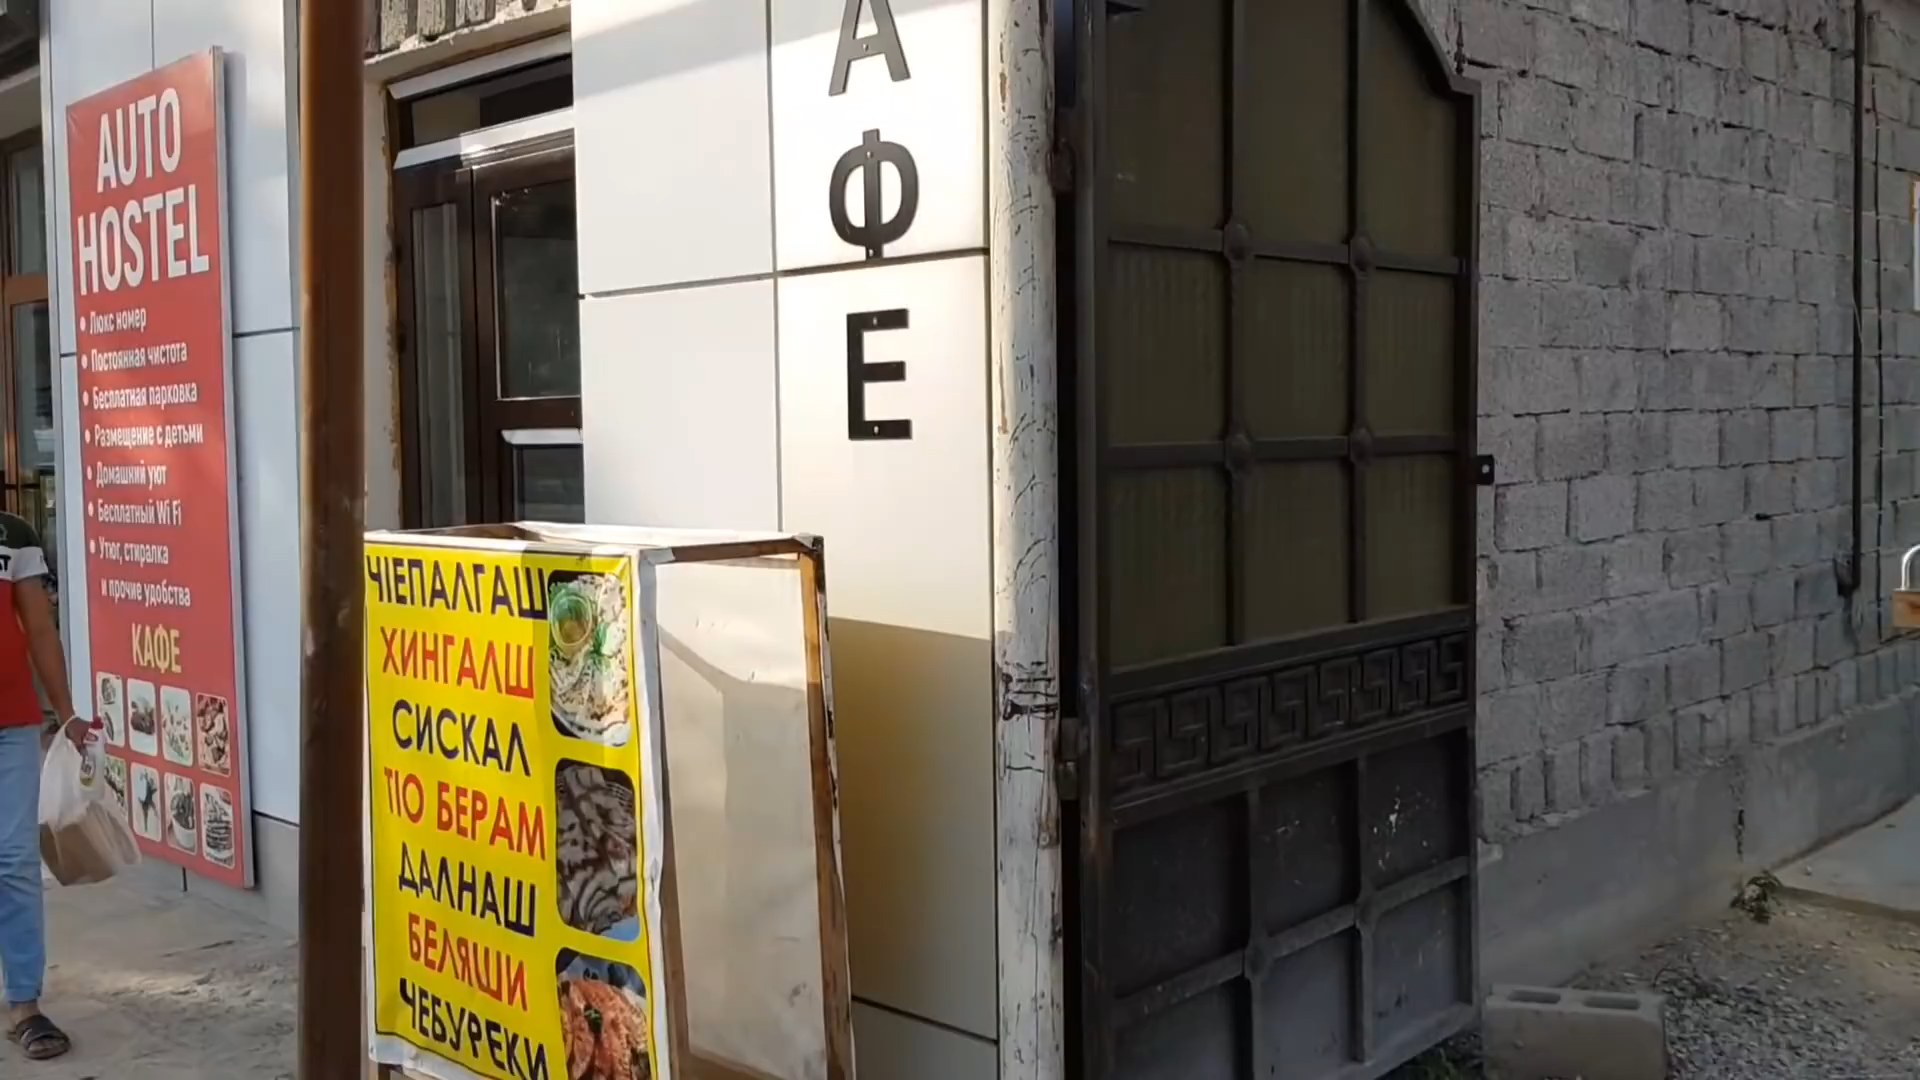 AUTO
HOSTEL
• Люкс номер
• Постоянная чистота
• Бесплатная парковка
• Размещение с детьми
• Домашний уют
• Бесплатный Wi Fi
• Утюг, стиралка
и прочие удобства
КАФЕ
А
Ф
Е
ЧIЕПАЛГАШ
ХИНГАЛШ
СИСКАЛ
ТIО БЕРАМ
ДАЛНАШ
БЕЛЯШИ
ЧЕБУРЕКИ